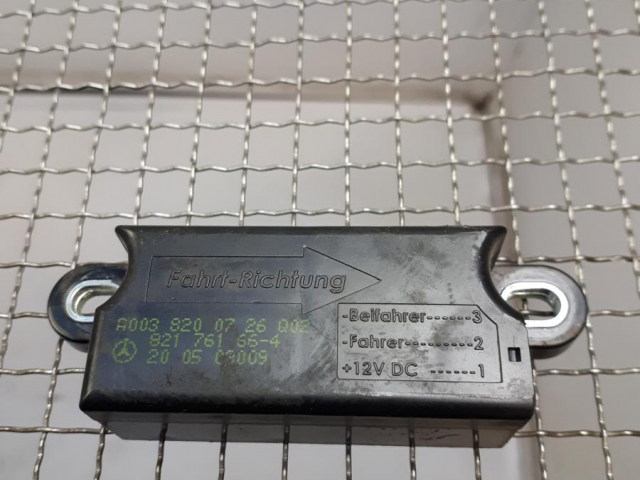 Fahrt-Richtung
A003 820 07 26 Q02
821 761 66-4
20 05 09009
-Beifahrer------3
-Fahrer---------2
+12V DC ------1